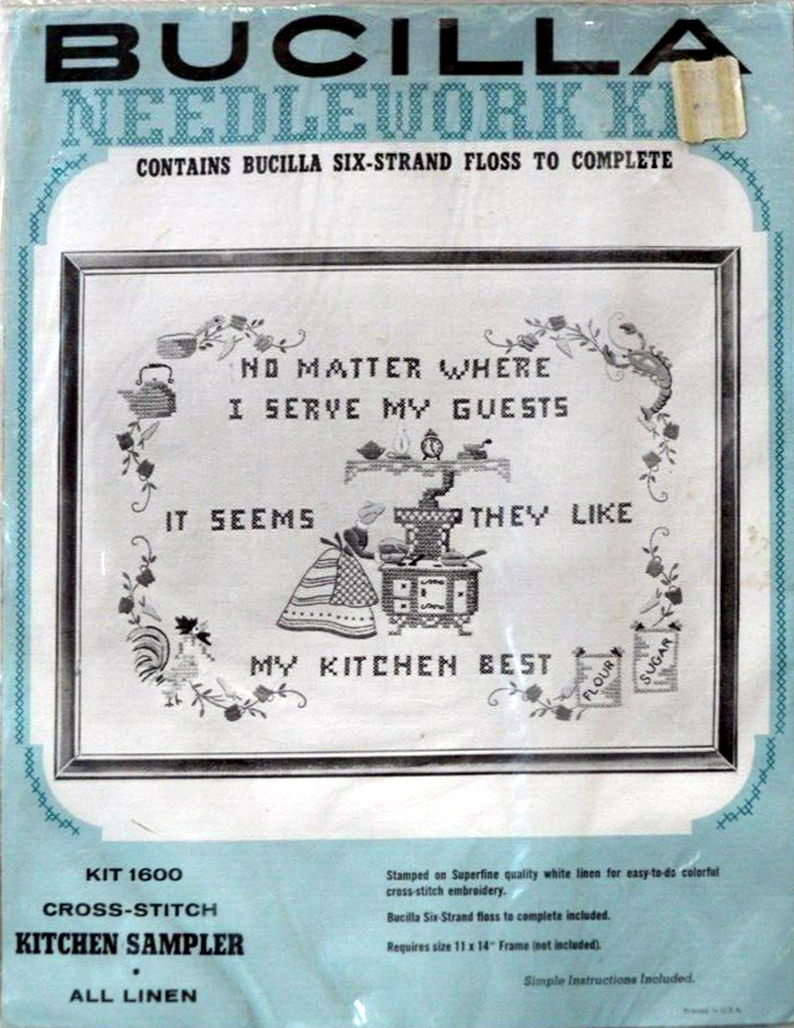 BUCILLA
NEEDLEWORK
CONTAINS BUCILLA SIX-STRAND FLOSS TO COMPLETE
NO MATTER WHERE
I SERVE MY GUESTS
IT SEEMS THEY LIKE
MY KITCHEN BEST
FLOUR
SUGAR
KIT 1600
CROSS-STITCH
KITCHEN SAMPLER
•
ALL LINEN
Stamped on Superfine quality white linen for easy-to-do colorful
cross-stitch embroidery.
Bucilla Six-Strand floss to complete included.
Requires size 11 x 14" Frame (not included).
Simple Instructions Included.
Printed in U.S.A.